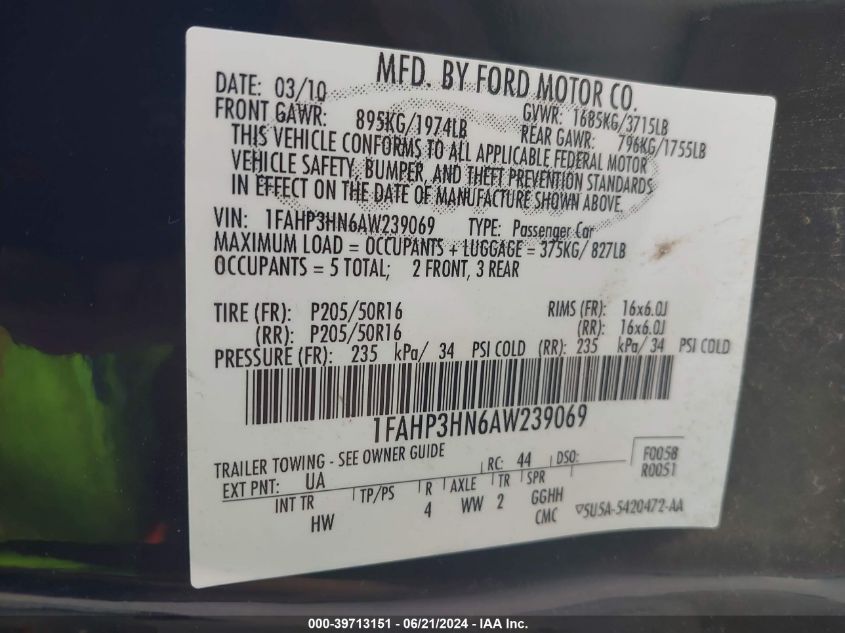 MFD. BY FORD MOTOR CO.
DATE: 03/10 GVWR: 1685KG/3715LB
FRONT GAWR: 895KG/1974LB REAR GAWR: 796KG/1755LB
THIS VEHICLE CONFORMS TO ALL APPLICABLE FEDERAL MOTOR
VEHICLE SAFETY, BUMPER, AND THEFT PREVENTION STANDARDS
IN EFFECT ON THE DATE OF MANUFACTURE SHOWN ABOVE.
VIN: 1FAHP3HN6AW239069 TYPE: Passenger Car
MAXIMUM LOAD = OCCUPANTS + LUGGAGE = 375KG/ 827LB
OCCUPANTS = 5 TOTAL; 2 FRONT, 3 REAR
TIRE (FR): P205/50R16 RIMS (FR): 16x6.0J
(RR): P205/50R16 (RR): 16x6.0J
PRESSURE (FR): 235 kPa/ 34 PSI COLD (RR): 235 kPa/ 34 PSI COLD
1FAHP3HN6AW239069
TRAILER TOWING - SEE OWNER GUIDE F0058
EXT PNT: UA RC: 44 DSO: R0051
INT TR TP/PS R AXLE TR SPR
HW 4 WW 2 GGHH
CMC 5U5A-5420472-AA
000-39713151 - 06/21/2024 - IAA Inc.